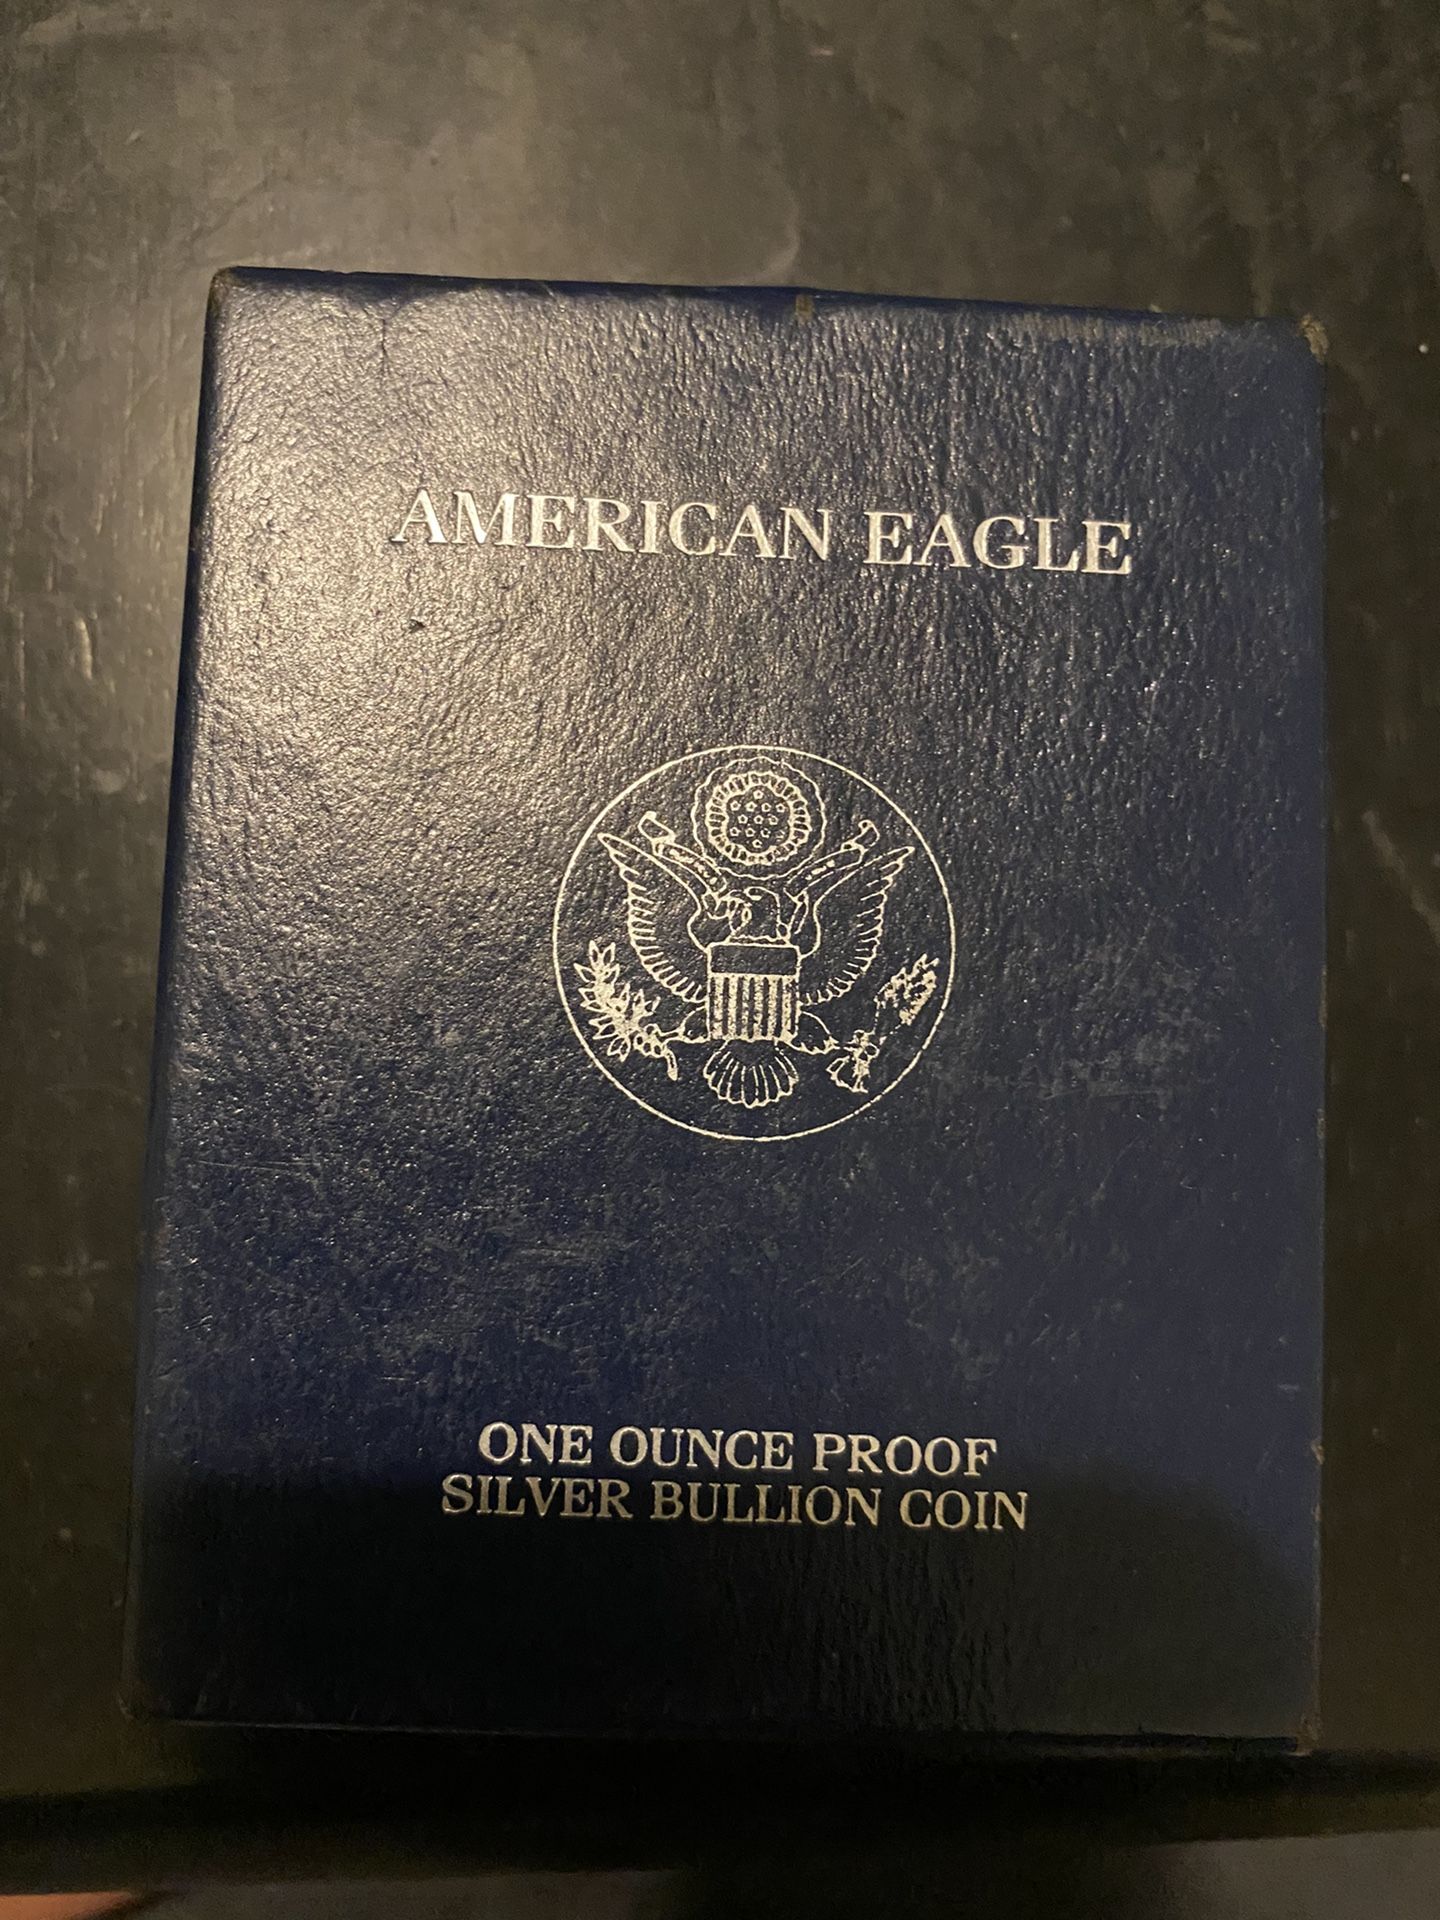 AMERICAN EAGLE
ONE OUNCE PROOF
SILVER BULLION COIN